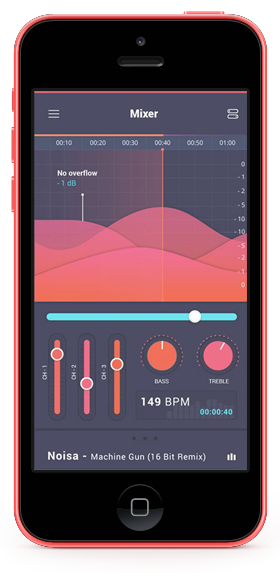 Mixer
00:10 00:20 00:30 00:40 00:50 01:00
No overflow
-1 dB
0
- 1
- 2
- 5
- 10
- 5
- 2
- 1
0
CH - 1
CH - 2
CH - 3
BASS
TREBLE
149 BPM
00:00:40
Noisa - Machine Gun (16 Bit Remix)